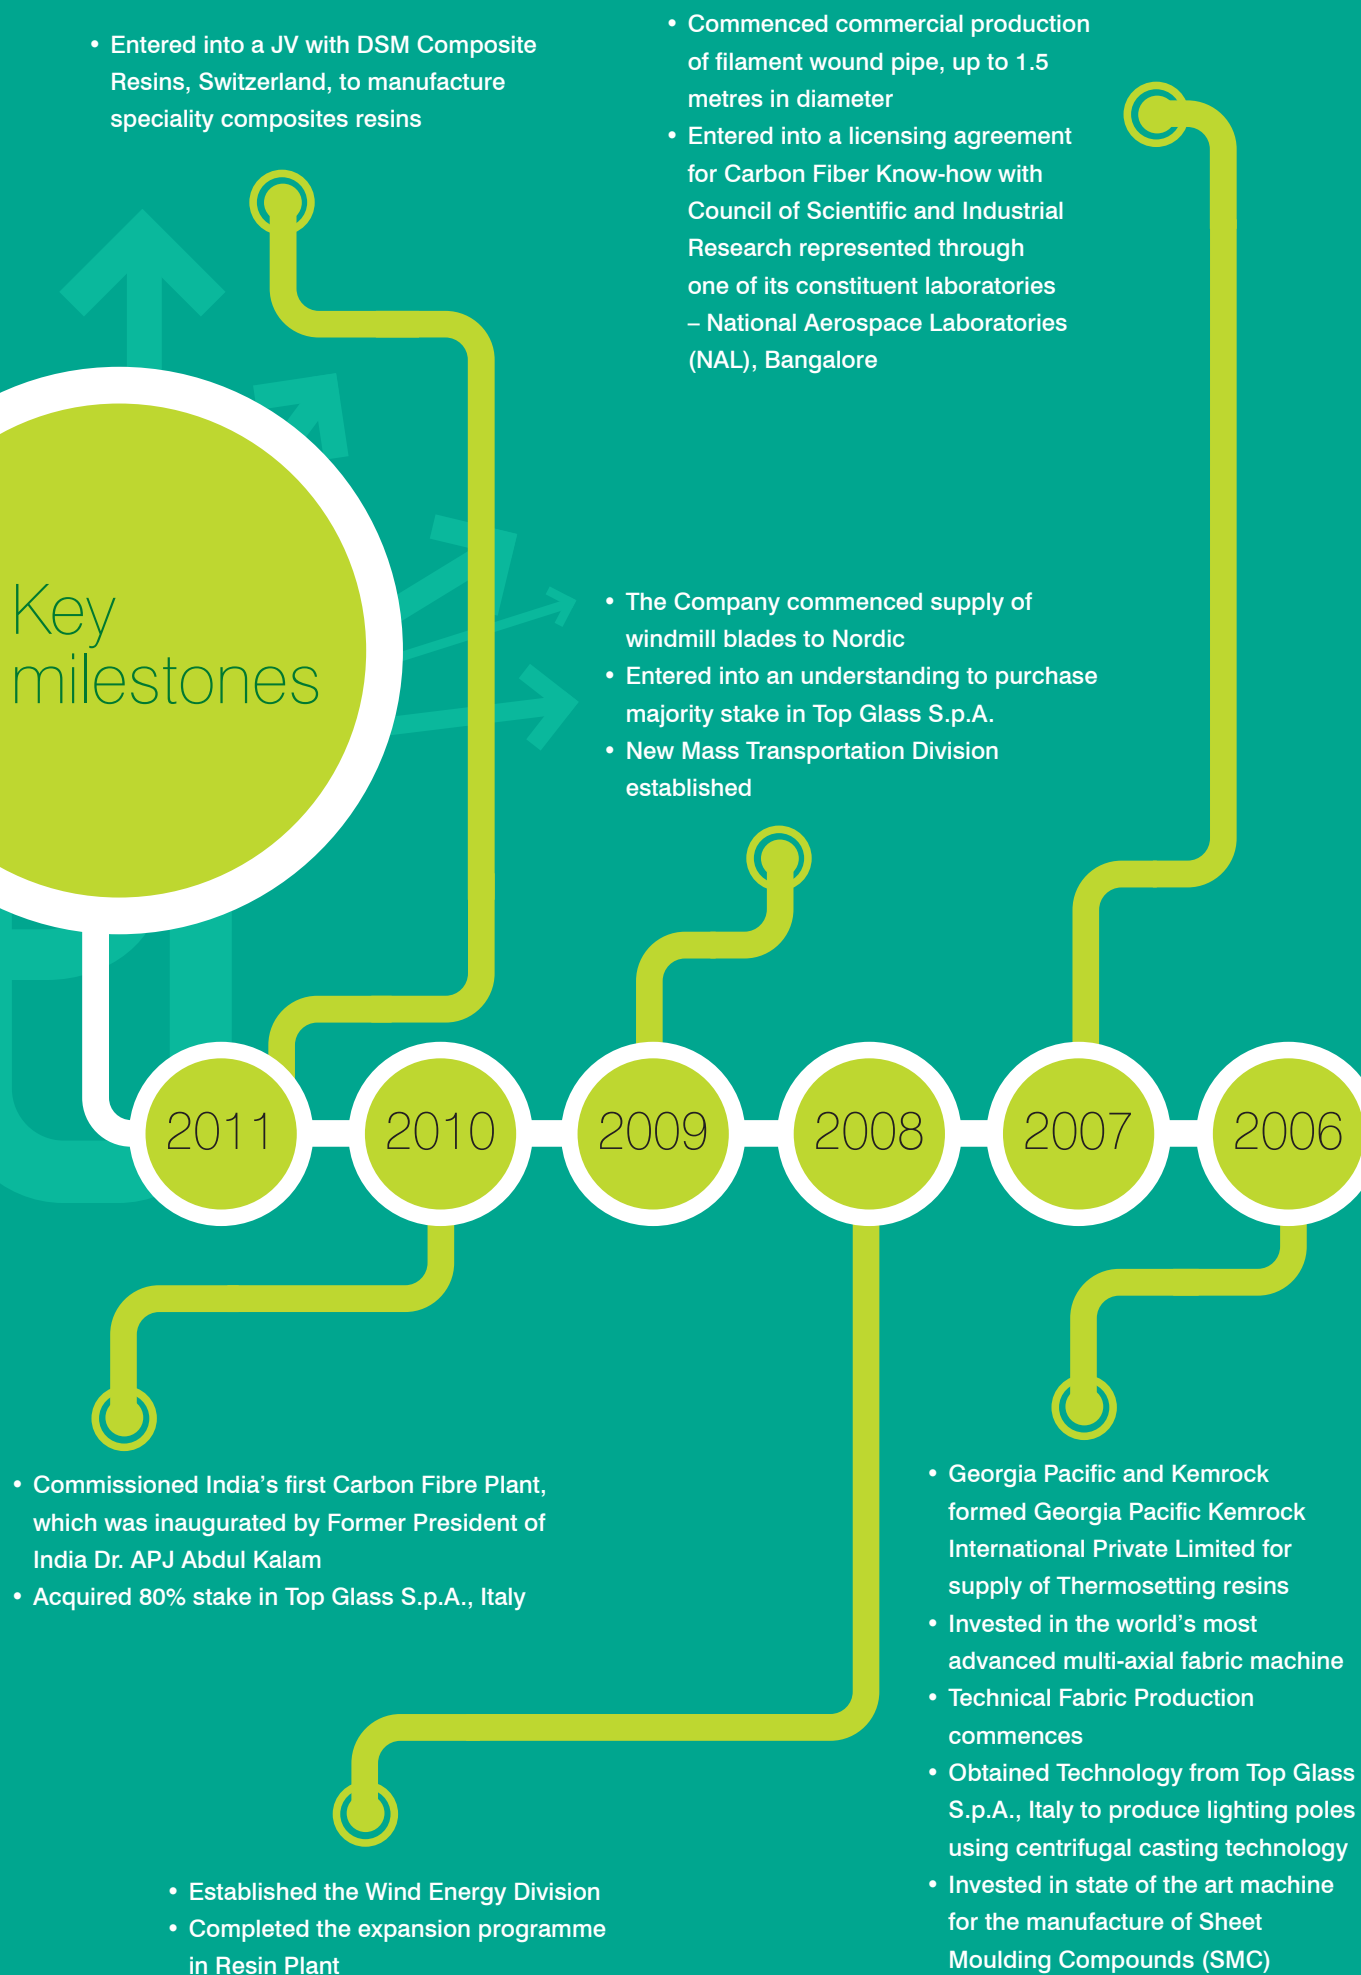 • Entered into a JV with DSM Composite
Resins, Switzerland, to manufacture
speciality composites resins
• Commenced commercial production
of filament wound pipe, up to 1.5
metres in diameter
• Entered into a licensing agreement
for Carbon Fiber Know-how with
Council of Scientific and Industrial
Research represented through
one of its constituent laboratories
– National Aerospace Laboratories
(NAL), Bangalore
Key
milestones
• The Company commenced supply of
windmill blades to Nordic
• Entered into an understanding to purchase
majority stake in Top Glass S.p.A.
• New Mass Transportation Division
established
2011 2010 2009 2008 2007 2006
• Commissioned India's first Carbon Fibre Plant,
which was inaugurated by Former President of
India Dr. APJ Abdul Kalam
• Acquired 80% stake in Top Glass S.p.A., Italy
• Georgia Pacific and Kemrock
formed Georgia Pacific Kemrock
International Private Limited for
supply of Thermosetting resins
• Invested in the world's most
advanced multi-axial fabric machine
• Technical Fabric Production
commences
• Obtained Technology from Top Glass
S.p.A., Italy to produce lighting poles
using centrifugal casting technology
• Invested in state of the art machine
for the manufacture of Sheet
Moulding Compounds (SMC)
• Established the Wind Energy Division
• Completed the expansion programme
in Resin Plant